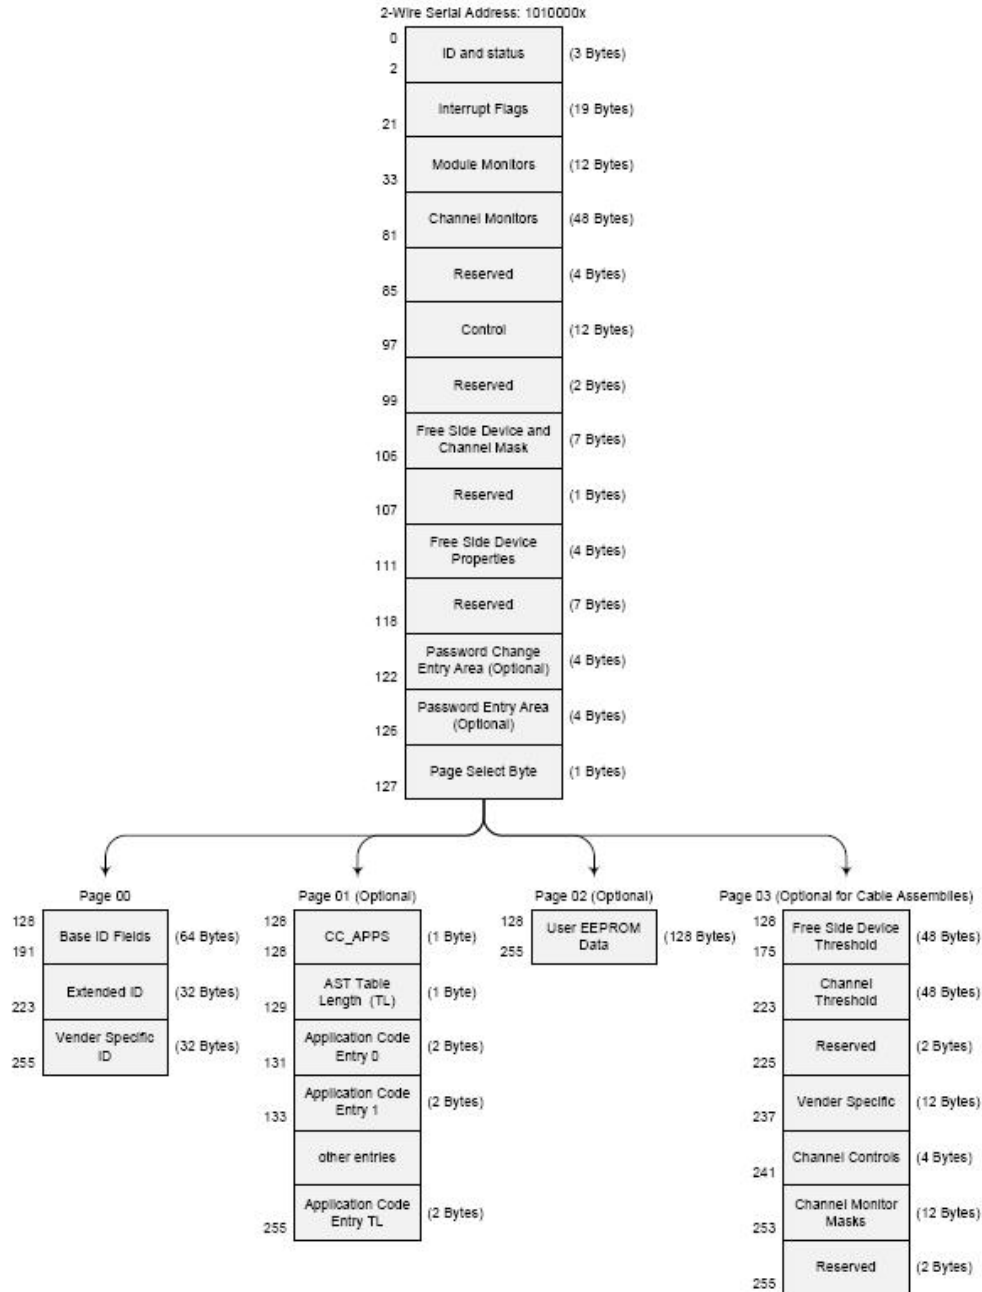 2-Wire Serial Address: 1010000x
0
ID and status
(3 Bytes)
2
Interrupt Flags
(19 Bytes)
21
Module Monitors
(12 Bytes)
33
Channel Monitors
(48 Bytes)
81
Reserved
(4 Bytes)
85
Control
(12 Bytes)
97
Reserved
(2 Bytes)
99
Free Side Device and
Channel Mask
(7 Bytes)
106
Reserved
(1 Bytes)
107
Free Side Device
Properties
(4 Bytes)
111
Reserved
(7 Bytes)
118
Password Change
Entry Area (Optional)
(4 Bytes)
122
Password Entry Area
(Optional)
(4 Bytes)
126
Page Select Byte
(1 Bytes)
127
Page 00
128
Base ID Fields
(64 Bytes)
191
Extended ID
(32 Bytes)
223
Vender Specific
ID
(32 Bytes)
255
Page 01 (Optional)
128
CC_APPS
(1 Byte)
128
AST Table
Length (TL)
(1 Byte)
129
Application Code
Entry 0
(2 Bytes)
131
Application Code
Entry 1
(2 Bytes)
133
other entries
Application Code
Entry TL
(2 Bytes)
255
Page 02 (Optional)
128
User EEPROM
Data
(128 Bytes)
255
Page 03 (Optional for Cable Assemblies)
128
Free Side Device
Threshold
(48 Bytes)
175
Channel
Threshold
(48 Bytes)
223
Reserved
(2 Bytes)
225
Vender Specific
(12 Bytes)
237
Channel Controls
(4 Bytes)
241
Channel Monitor
Masks
(12 Bytes)
253
Reserved
(2 Bytes)
255